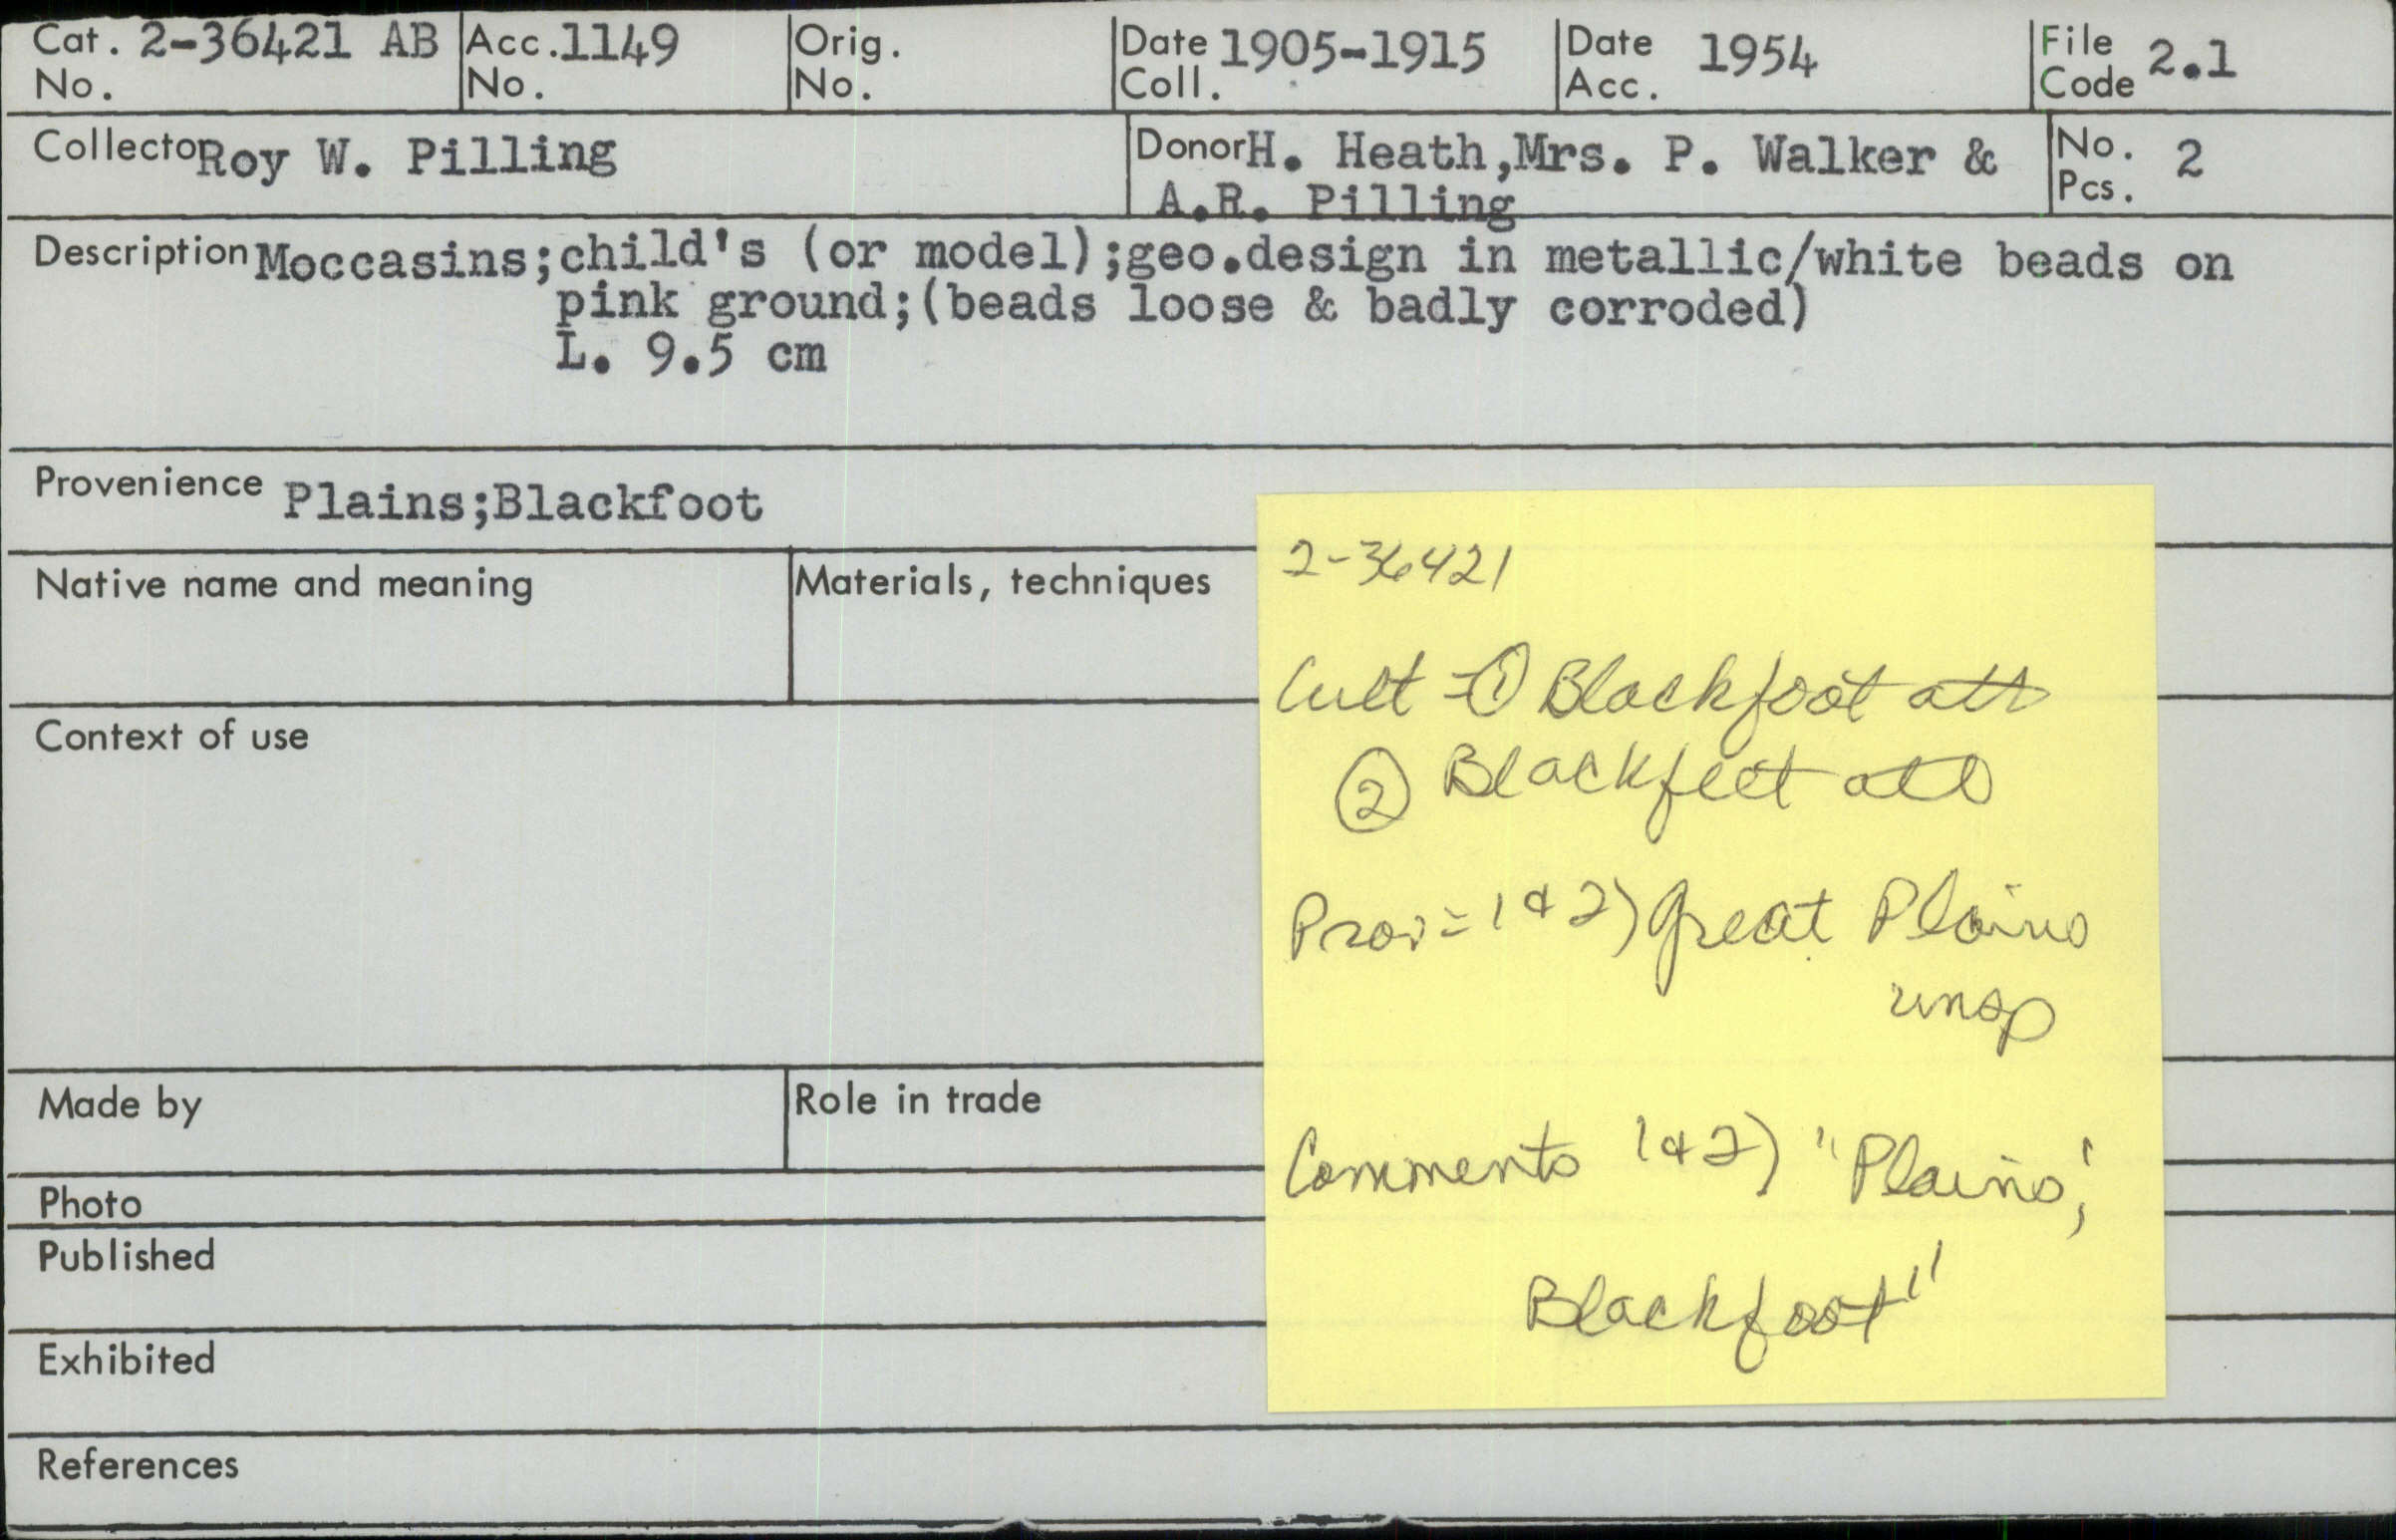 Cat. No. 2-36421 AB Acc. No. 1149 Orig. No. Date Coll. 1905-1915 Date Acc. 1954 File Code 2.1
Collector Roy W. Pilling Donor H. Heath,Mrs. P. Walker & A.R. Pilling No. Pcs. 2
Description Moccasins;child's (or model);geo.design in metallic/white beads on
pink ground;(beads loose & badly corroded)
L. 9.5 cm
Provenience Plains;Blackfoot
Native name and meaning Materials, techniques
Context of use
Made by Role in trade
Photo
Published
Exhibited
References
2-36421
Cult - ① Blackfoot att
② Blackfeet att
Prov = 1 & 2) Great Plains
unsp
Comments 1 & 2) "Plains;
Blackfoot"